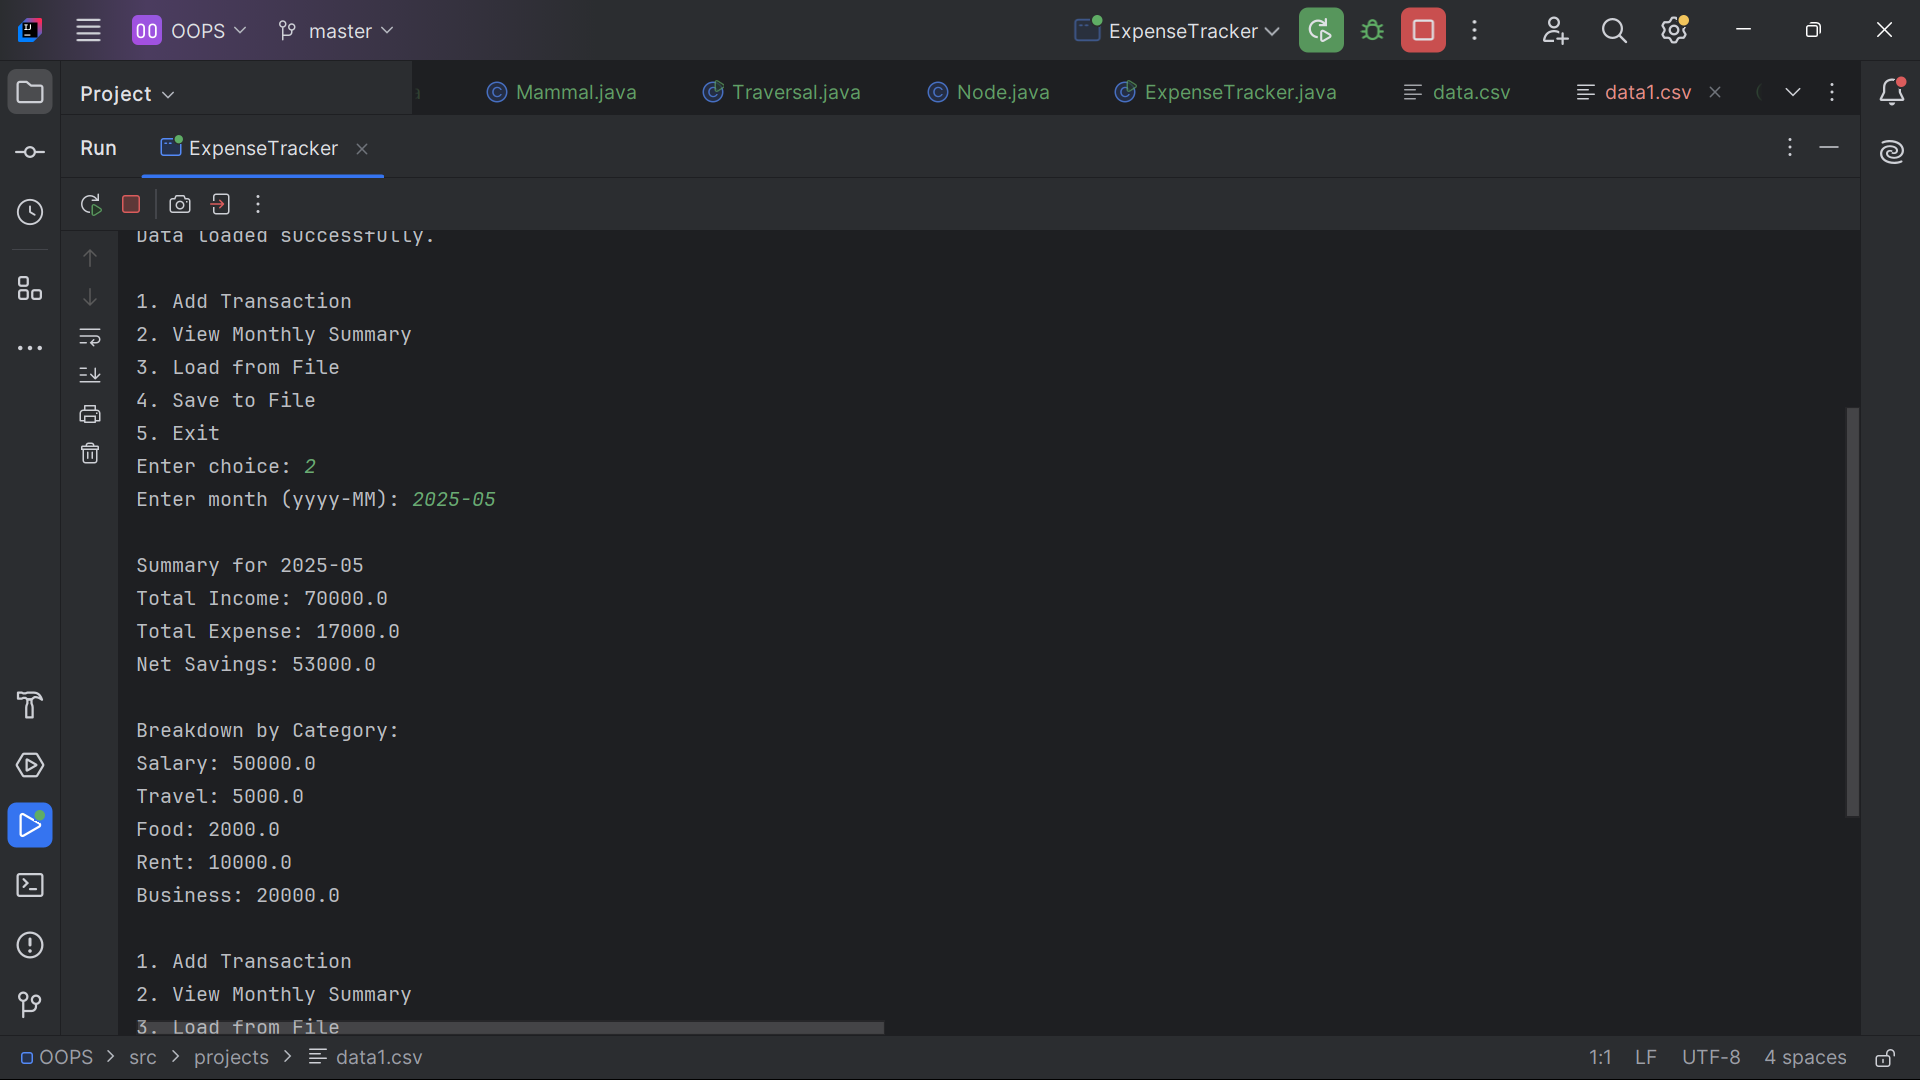 OO OOPS master ExpenseTracker
Project Mammal.java Traversal.java Node.java ExpenseTracker.java data.csv data1.csv
Run ExpenseTracker
Data loaded successfully.
1. Add Transaction
2. View Monthly Summary
3. Load from File
4. Save to File
5. Exit
Enter choice: 2
Enter month (yyyy-MM): 2025-05
Summary for 2025-05
Total Income: 70000.0
Total Expense: 17000.0
Net Savings: 53000.0
Breakdown by Category:
Salary: 50000.0
Travel: 5000.0
Food: 2000.0
Rent: 10000.0
Business: 20000.0
1. Add Transaction
2. View Monthly Summary
3. Load from File
OOPS > src > projects > data1.csv 1:1 LF UTF-8 4 spaces